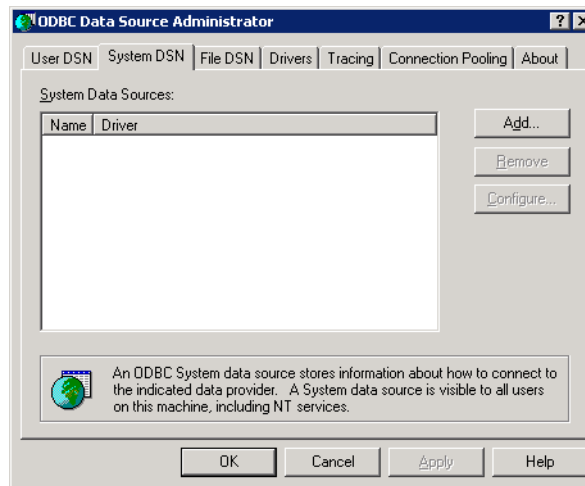 ODBC Data Source Administrator
User DSN System DSN File DSN Drivers Tracing Connection Pooling About
System Data Sources:
Name Driver
Add...
Remove
Configure...
An ODBC System data source stores information about how to connect to
the indicated data provider. A System data source is visible to all users
on this machine, including NT services.
OK Cancel Apply Help